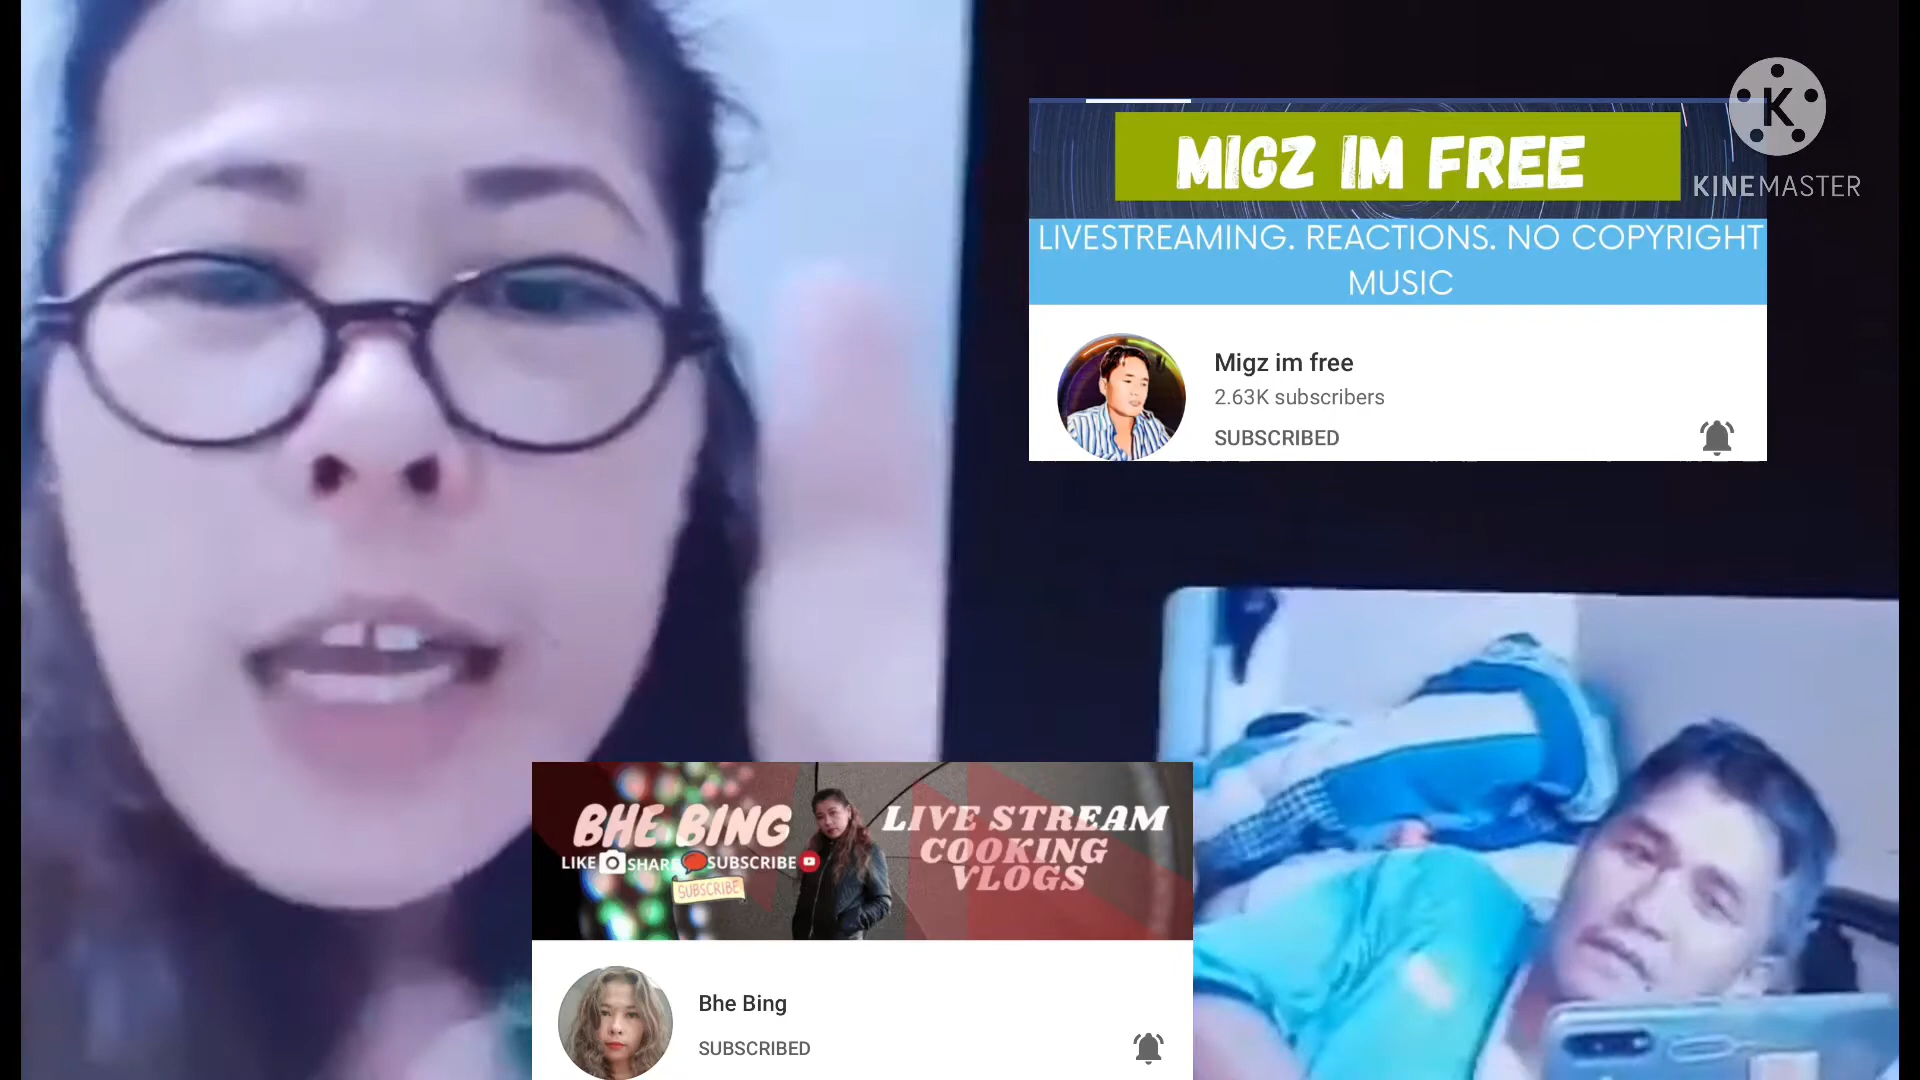 K
KINEMASTER
MIGZ IM FREE
LIVESTREAMING. REACTIONS. NO COPYRIGHT
MUSIC
Migz im free
2.63K subscribers
SUBSCRIBED
BHE BING
LIKE SHARE SUBSCRIBE
SUBSCRIBE
LIVE STREAM
COOKING
VLOGS
Bhe Bing
SUBSCRIBED